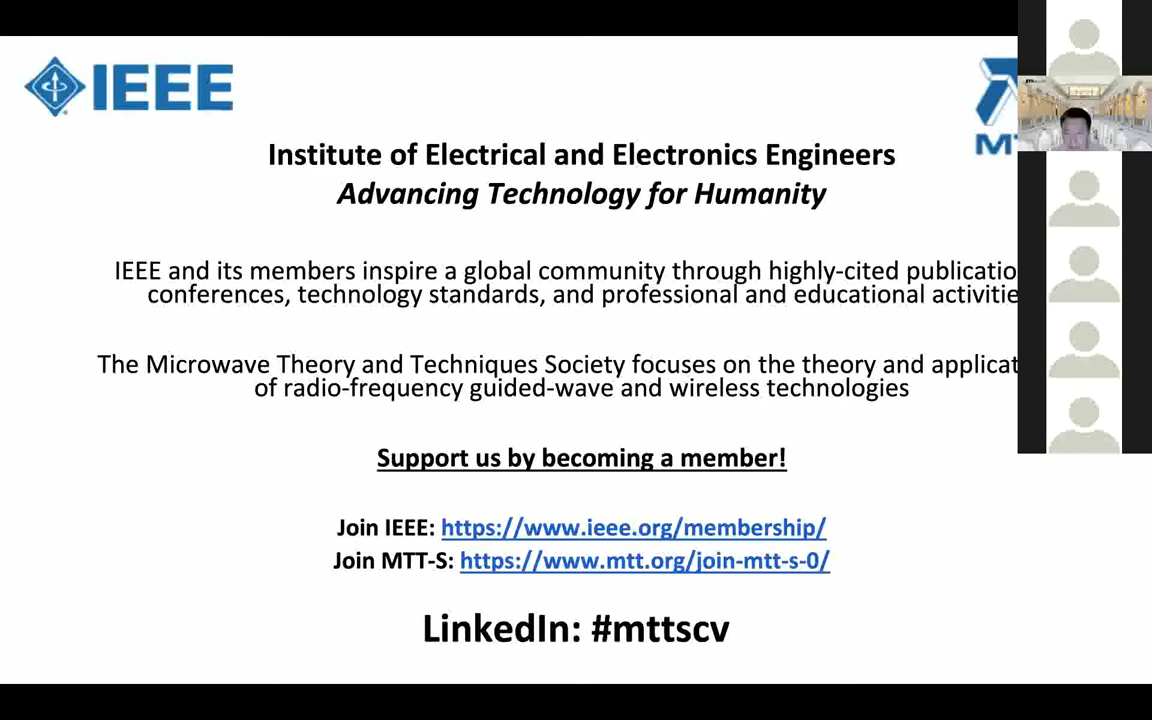 IEEE
Institute of Electrical and Electronics Engineers
Advancing Technology for Humanity
IEEE and its members inspire a global community through highly-cited
conferences, technology standards, and professional and educational
The Microwave Theory and Techniques Society focuses on the theory and
of radio-frequency guided-wave and wireless technologies
Support us by becoming a member!
Join IEEE: https://www.ieee.org/membership/
Join MTT-S: https://www.mtt.org/join-mtt-s-0/
LinkedIn: #mttscv